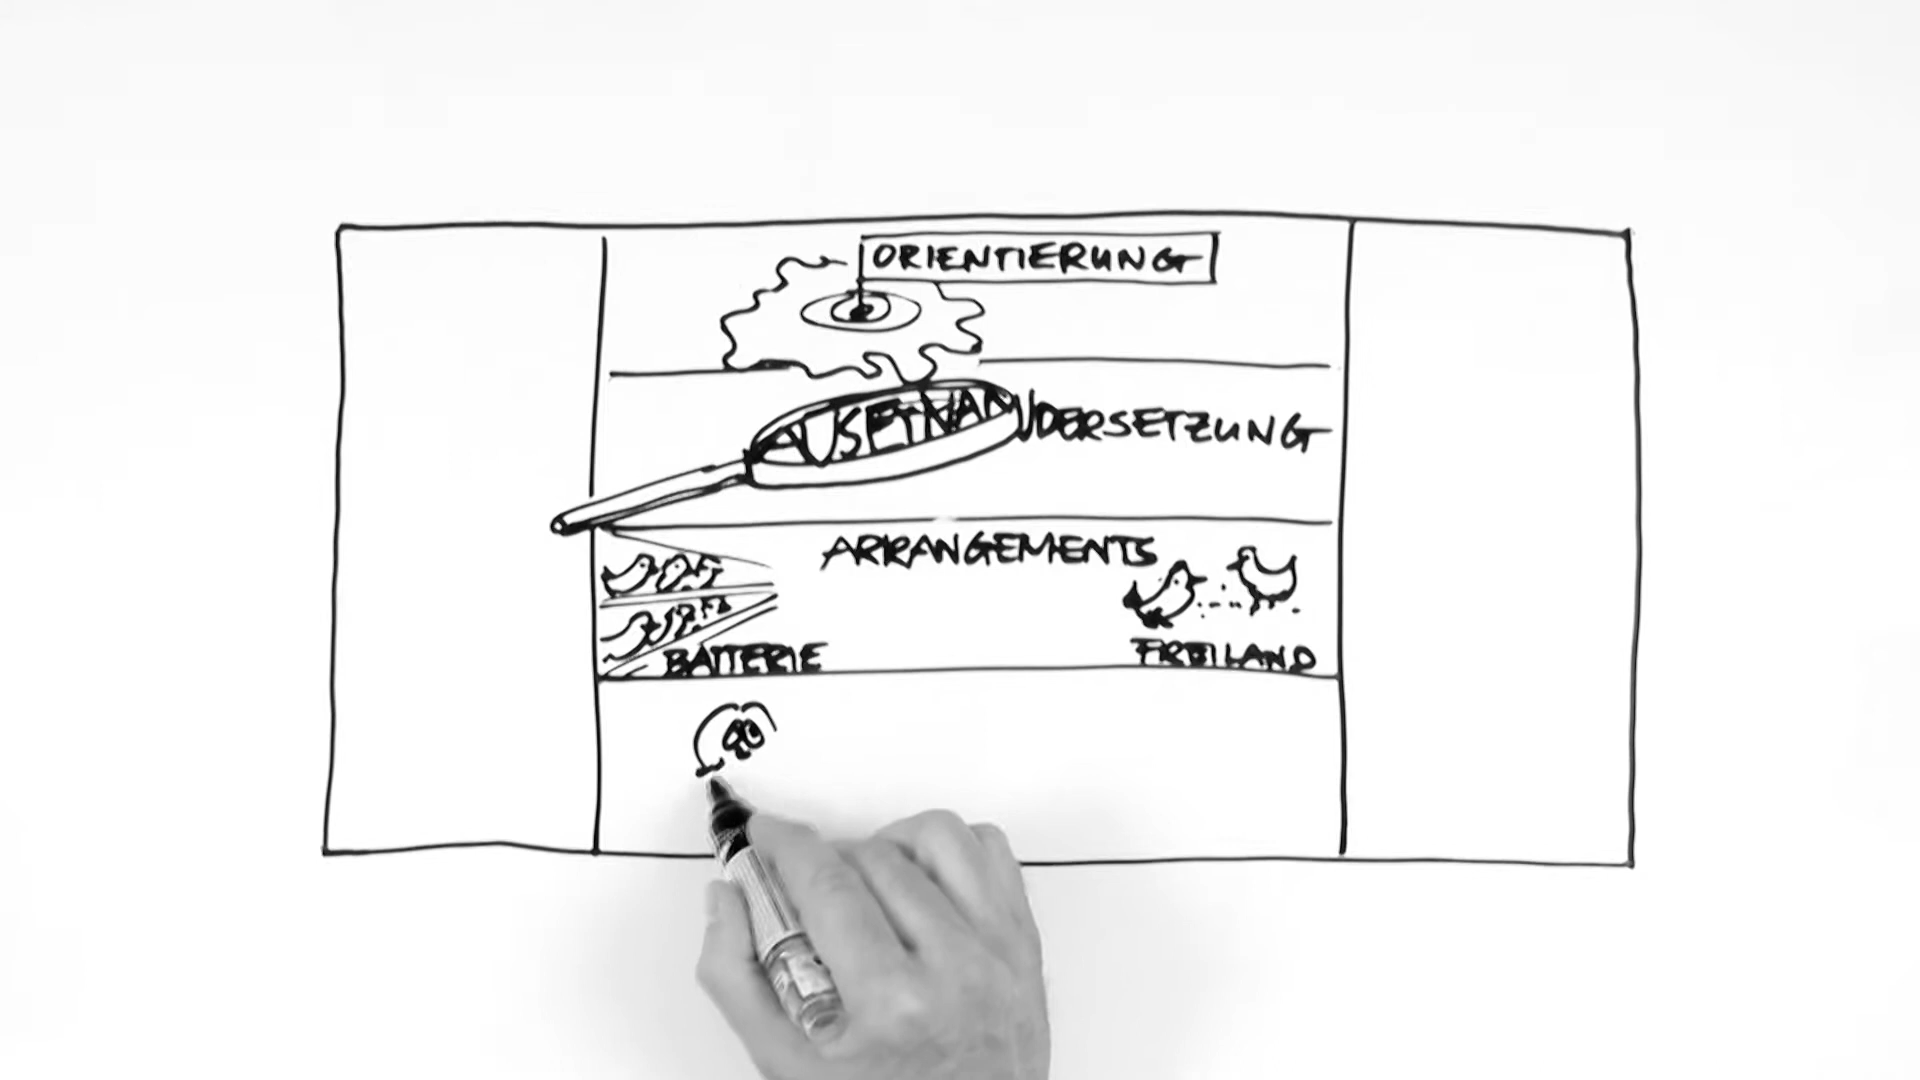 ORIENTIERUNG
AUSEINANDERSETZUNG
ARRANGEMENTS
BATTERIE
FREILAND